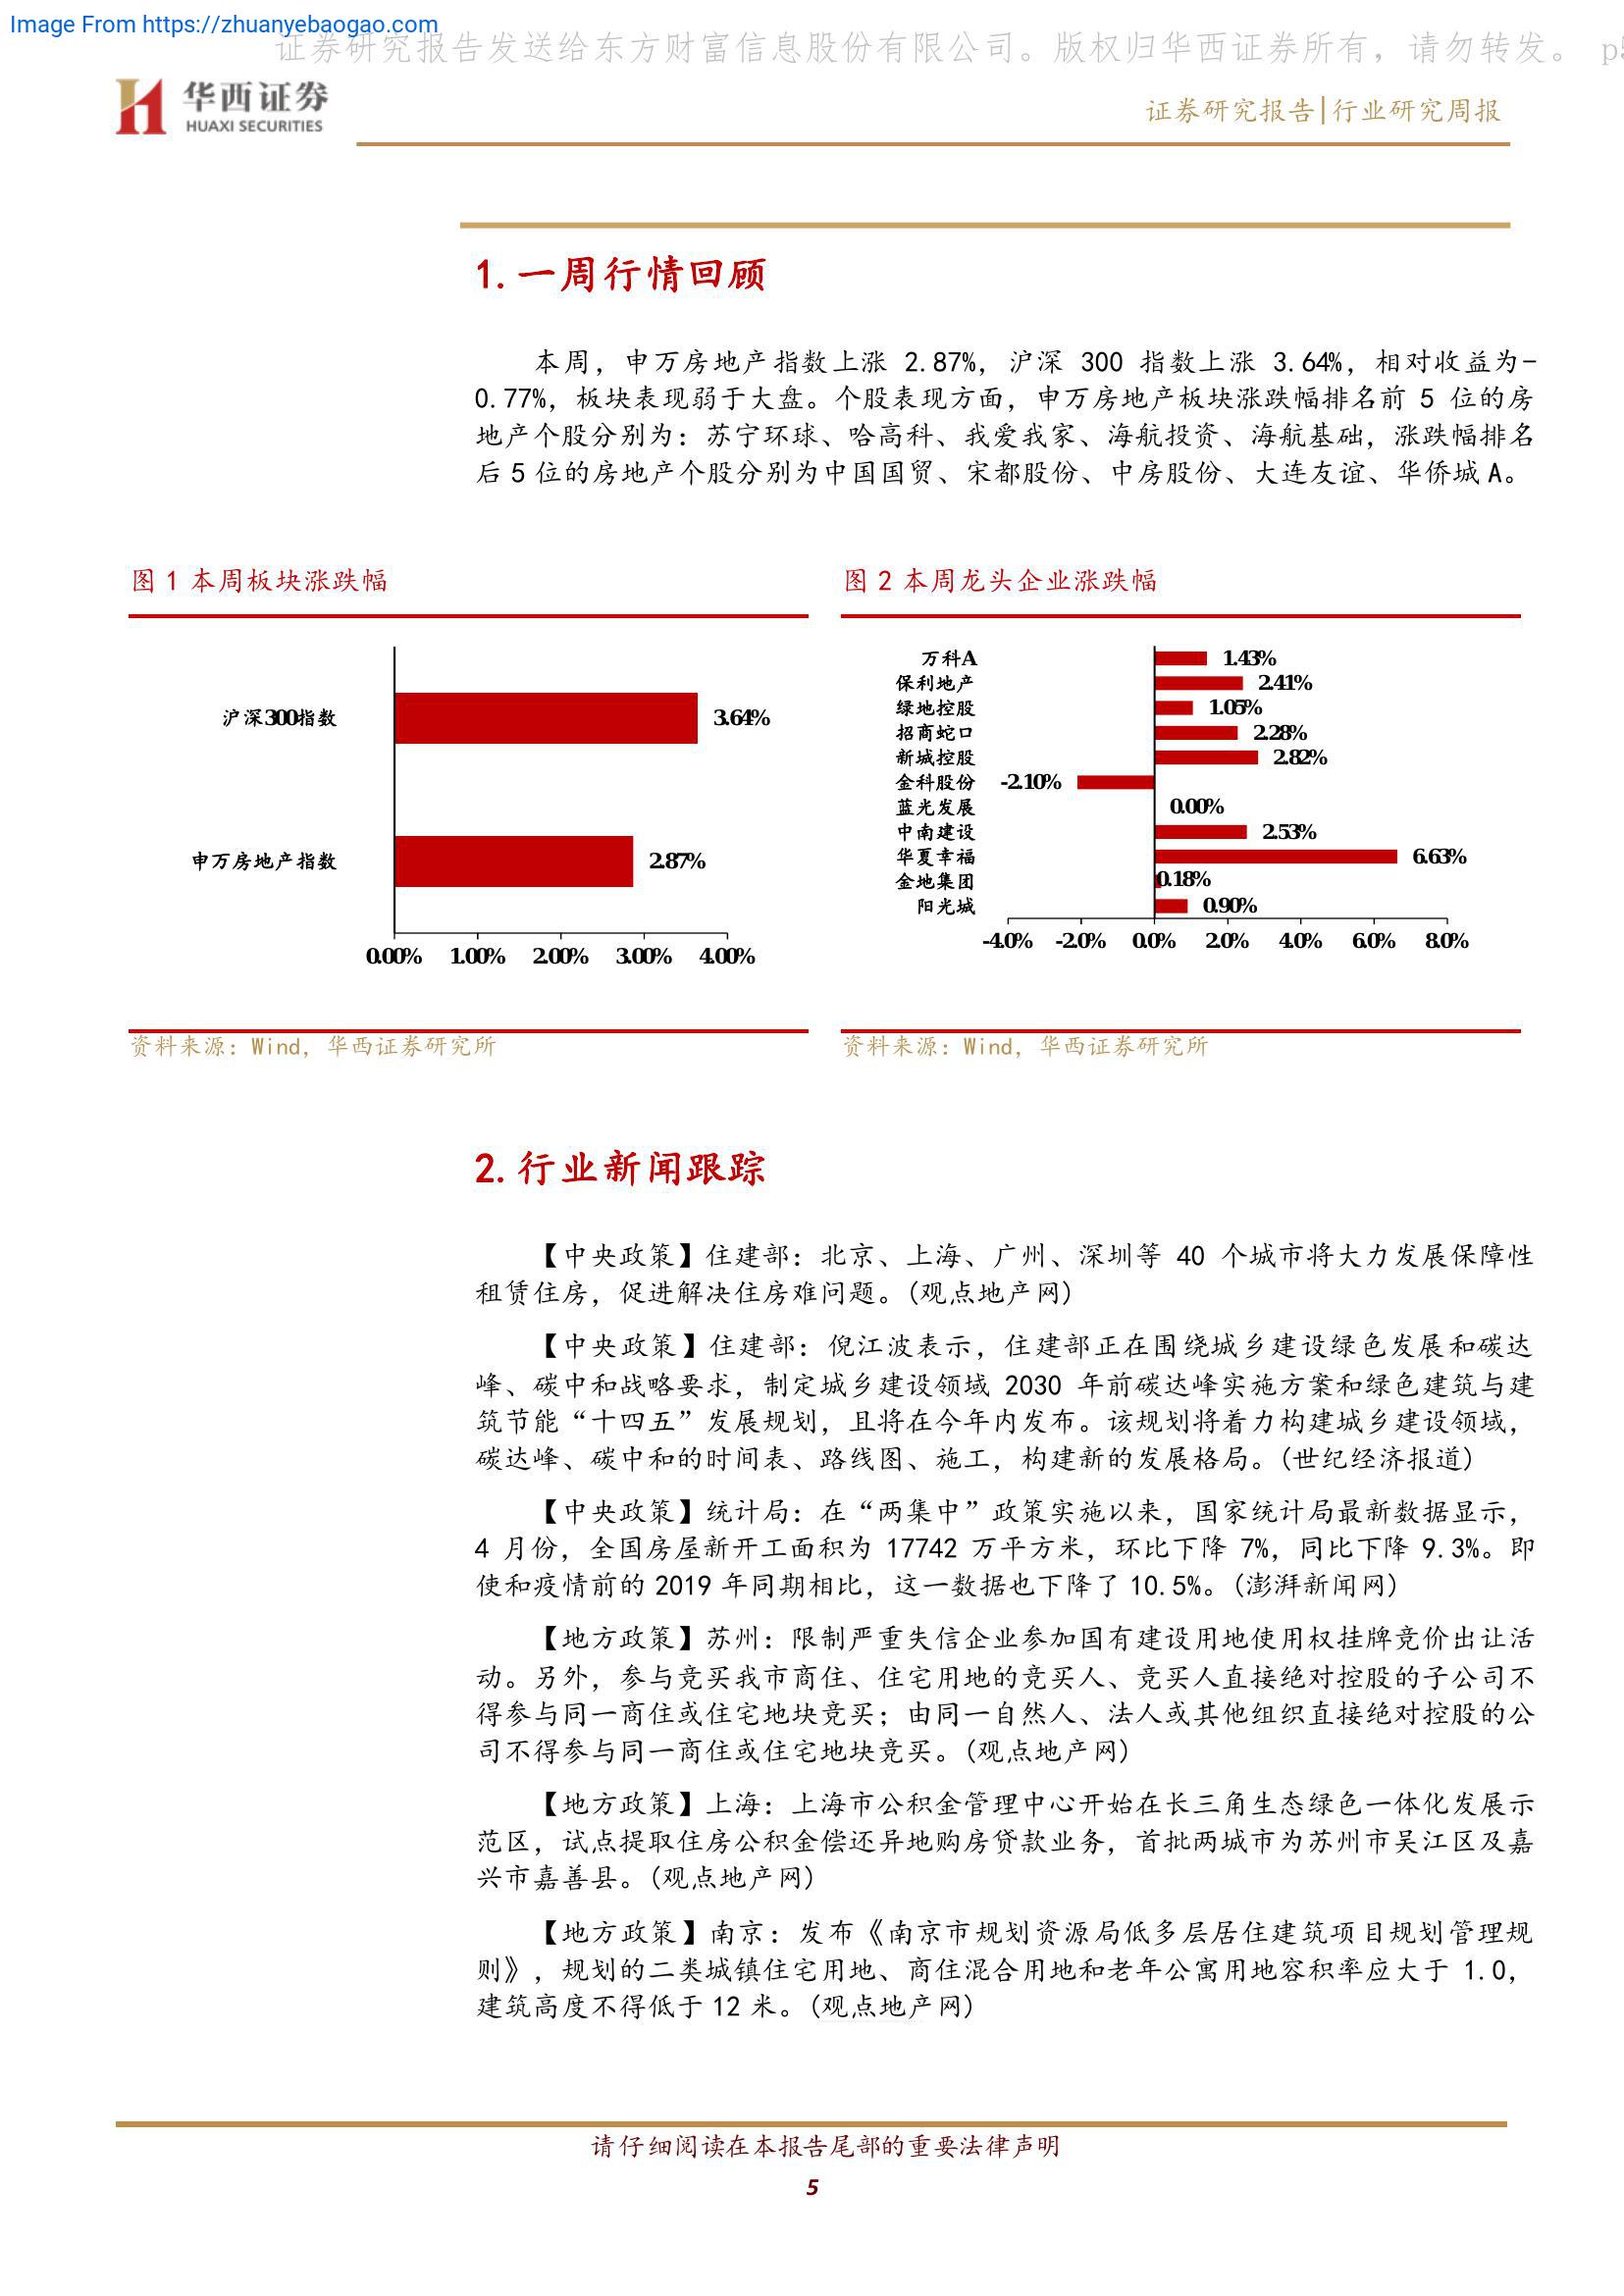 Image From https://zhuanyebaogao.com
证券研究报告发送给东方财富信息股份有限公司。版权归华西证券所有，请勿转发。 p5
华西证券
HUAXI SECURITIES
证券研究报告|行业研究周报
1.一周行情回顾
本周，申万房地产指数上涨 2.87%，沪深 300 指数上涨 3.64%，相对收益为-
0.77%，板块表现弱于大盘。个股表现方面，申万房地产板块涨跌幅排名前 5 位的房
地产个股分别为：苏宁环球、哈高科、我爱我家、海航投资、海航基础，涨跌幅排名
后 5 位的房地产个股分别为中国国贸、宋都股份、中房股份、大连友谊、华侨城 A。
图 1 本周板块涨跌幅
沪深300指数
3.64%
申万房地产指数
2.87%
0.00% 1.00% 2.00% 3.00% 4.00%
资料来源：Wind，华西证券研究所
图 2 本周龙头企业涨跌幅
万科A 1.43%
保利地产 2.41%
绿地控股 1.05%
招商蛇口 2.28%
新城控股 2.82%
金科股份 -2.10%
蓝光发展 0.00%
中南建设 2.53%
华夏幸福 6.63%
金地集团 0.18%
阳光城 0.90%
-4.0% -2.0% 0.0% 2.0% 4.0% 6.0% 8.0%
资料来源：Wind，华西证券研究所
2.行业新闻跟踪
【中央政策】住建部：北京、上海、广州、深圳等 40 个城市将大力发展保障性
租赁住房，促进解决住房难问题。(观点地产网)
【中央政策】住建部：倪江波表示，住建部正在围绕城乡建设绿色发展和碳达
峰、碳中和战略要求，制定城乡建设领域 2030 年前碳达峰实施方案和绿色建筑与建
筑节能“十四五”发展规划，且将在今年内发布。该规划将着力构建城乡建设领域，
碳达峰、碳中和的时间表、路线图、施工，构建新的发展格局。(世纪经济报道)
【中央政策】统计局：在“两集中”政策实施以来，国家统计局最新数据显示，
4 月份，全国房屋新开工面积为 17742 万平方米，环比下降 7%，同比下降 9.3%。即
使和疫情前的 2019 年同期相比，这一数据也下降了 10.5%。(澎湃新闻网)
【地方政策】苏州：限制严重失信企业参加国有建设用地使用权挂牌竞价出让活
动。另外，参与竞买我市商住、住宅用地的竞买人、竞买人直接绝对控股的子公司不
得参与同一商住或住宅地块竞买；由同一自然人、法人或其他组织直接绝对控股的公
司不得参与同一商住或住宅地块竞买。(观点地产网)
【地方政策】上海：上海市公积金管理中心开始在长三角生态绿色一体化发展示
范区，试点提取住房公积金偿还异地购房贷款业务，首批两城市为苏州市吴江区及嘉
兴市嘉善县。(观点地产网)
【地方政策】南京：发布《南京市规划资源局低多层居住建筑项目规划管理规
则》，规划的二类城镇住宅用地、商住混合用地和老年公寓用地容积率应大于 1.0，
建筑高度不得低于 12 米。(观点地产网)
请仔细阅读在本报告尾部的重要法律声明
5